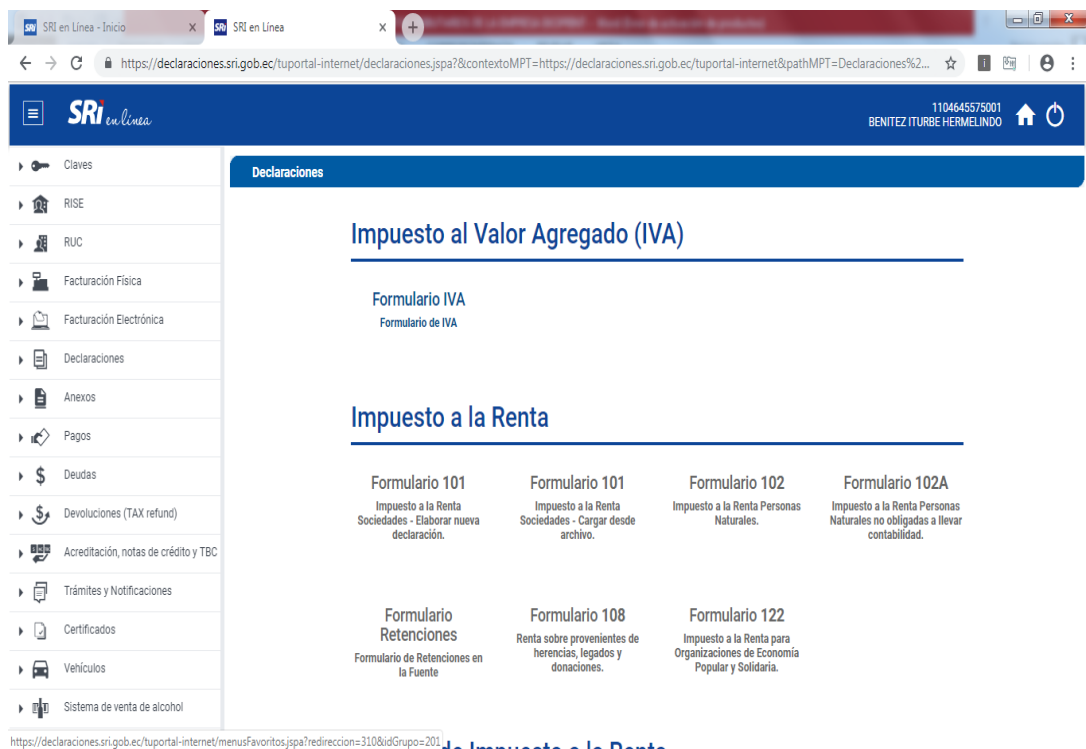 SRI en Línea - Inicio
SRI en Línea
https://declaraciones.sri.gob.ec/tuportal-internet/declaraciones.jspa?&contextoMPT=https://declaraciones.sri.gob.ec/tuportal-internet&pathMPT=Declaraciones%2...
SRi en línea
1104645575001
BENITEZ ITURBE HERMELINDO
Claves
RISE
RUC
Facturación Física
Facturación Electrónica
Declaraciones
Anexos
Pagos
Deudas
Devoluciones (TAX refund)
Acreditación, notas de crédito y TBC
Trámites y Notificaciones
Certificados
Vehículos
Sistema de venta de alcohol
Declaraciones
Impuesto al Valor Agregado (IVA)
Formulario IVA
Formulario de IVA
Impuesto a la Renta
Formulario 101
Impuesto a la Renta
Sociedades - Elaborar nueva
declaración.
Formulario 101
Impuesto a la Renta
Sociedades - Cargar desde
archivo.
Formulario 102
Impuesto a la Renta Personas
Naturales.
Formulario 102A
Impuesto a la Renta Personas
Naturales no obligadas a llevar
contabilidad.
Formulario
Retenciones
Formulario de Retenciones en
la Fuente
Formulario 108
Renta sobre provenientes de
herencias, legados y
donaciones.
Formulario 122
Impuesto a la Renta para
Organizaciones de Economía
Popular y Solidaria.
https://declaraciones.sri.gob.ec/tuportal-internet/menusFavoritos.jspa?redireccion=310&idGrupo=201
de Impuesto a la Renta